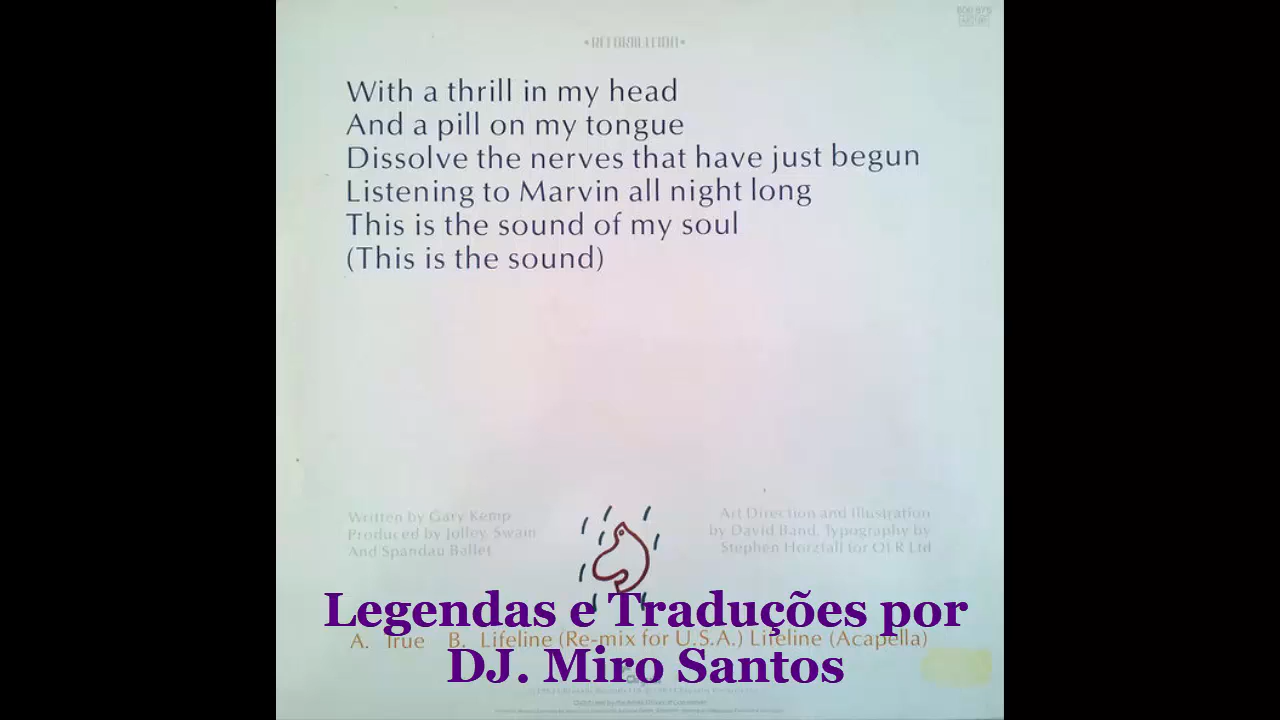 With a thrill in my head
And a pill on my tongue
Dissolve the nerves that have just begun
Listening to Marvin all night long
This is the sound of my soul
(This is the sound)
Written by Gary Kemp
Produced by Jolley, Swain
And Spandau Ballet
Art Direction and Illustration
by David Band, Typography by
Stephen Horsfall for
Legendas e Traduções por
A. True B. Lifeline (Re-mix for U.S.A.) Lifeline (Acapella)
DJ. Miro Santos